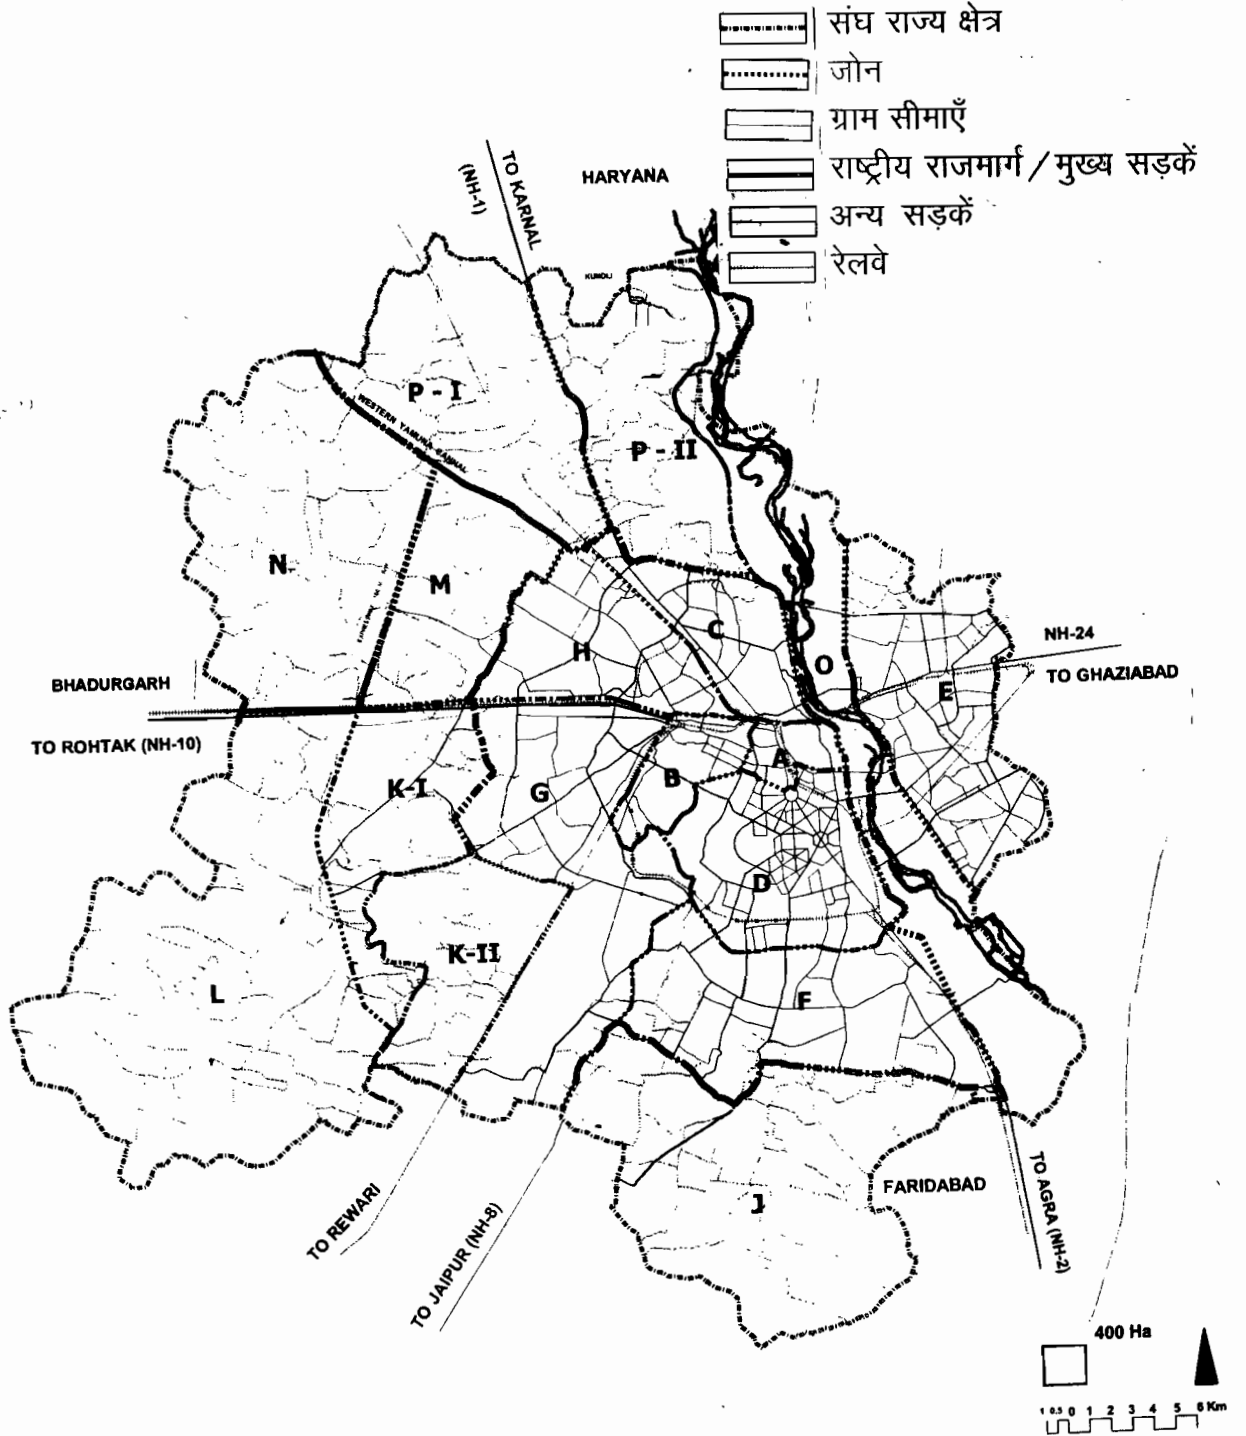 संघ राज्य क्षेत्र
जोन
ग्राम सीमाएँ
राष्ट्रीय राजमार्ग / मुख्य सड़कें
अन्य सड़कें
रेलवे
HARYANA
TO KARNAL
(NH-1)
KUNDLI
P - I
WESTERN YAMUNA CANNAL
P - II
N
M
C
H
O
NH-24
TO GHAZIABAD
E
BHADURGARH
TO ROHTAK (NH-10)
A
B
K-I
G
D
K-II
L
F
J
FARIDABAD
TO REWARI
TO JAIPUR (NH-8)
TO AGRA (NH-2)
400 Ha
1 0.5 0 1 2 3 4 5 6 Km